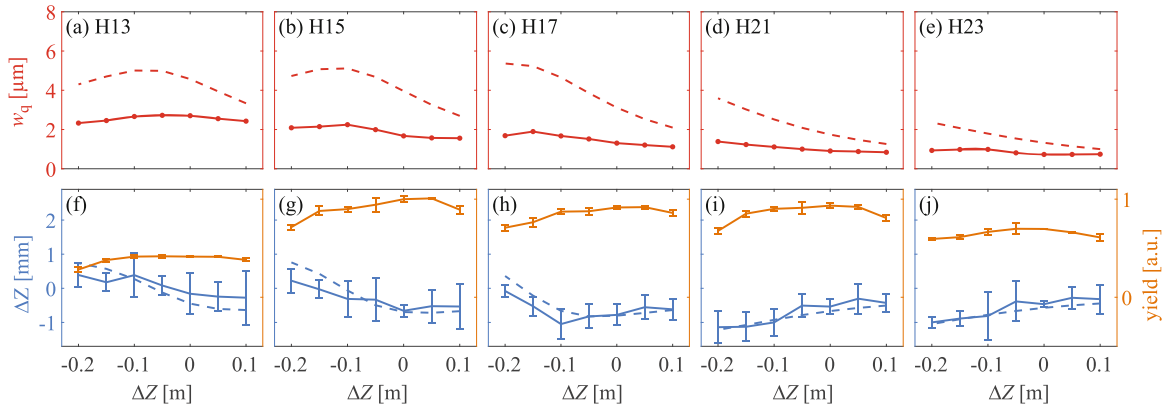 (a) H13 (b) H15 (c) H17 (d) H21 (e) H23
8
6
4
2
0
w_q [μm]
(f) (g) (h) (i) (j)
2
1
0
-1
ΔZ [mm]
1
0
yield [a.u.]
-0.2 -0.1 0 0.1 -0.2 -0.1 0 0.1 -0.2 -0.1 0 0.1 -0.2 -0.1 0 0.1 -0.2 -0.1 0 0.1
ΔZ [m] ΔZ [m] ΔZ [m] ΔZ [m] ΔZ [m]